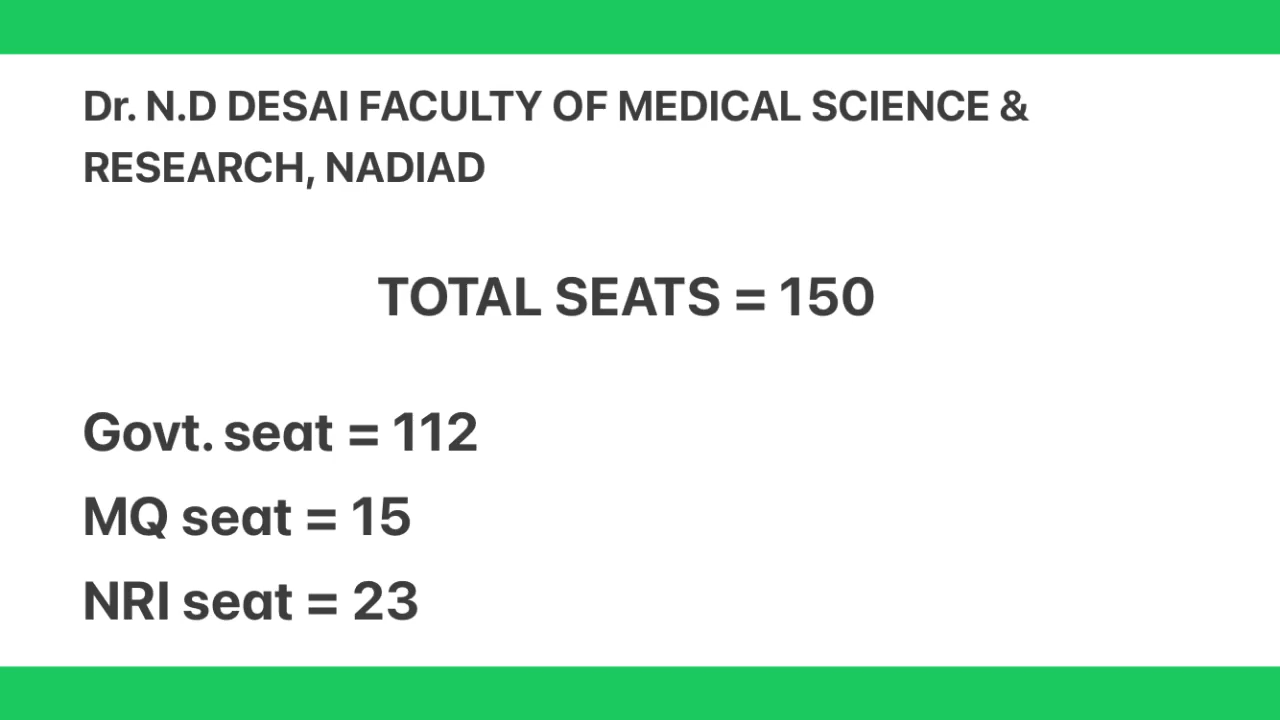 Dr. N.D DESAI FACULTY OF MEDICAL SCIENCE &
RESEARCH, NADIAD
TOTAL SEATS = 150
Govt. seat = 112
MQ seat = 15
NRI seat = 23